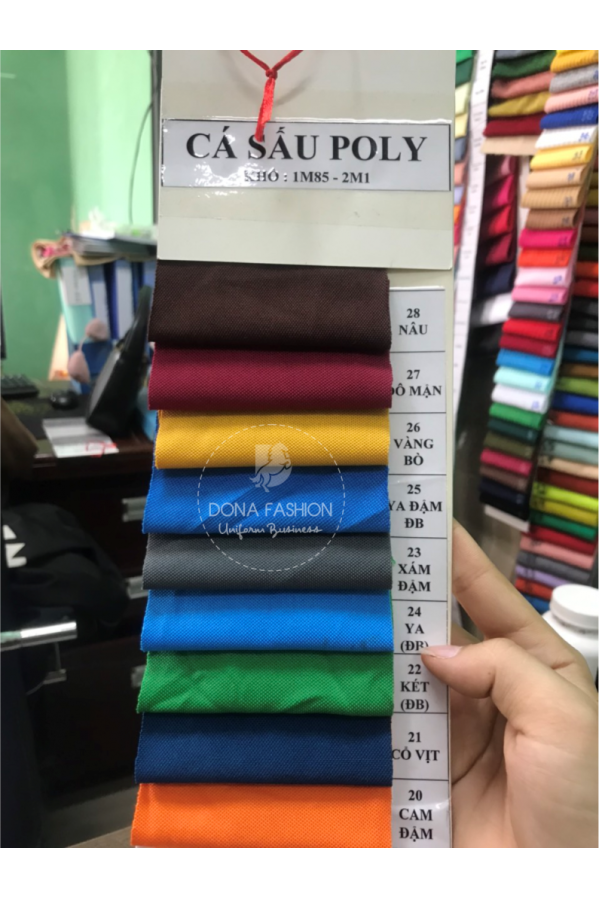 CÁ SẤU POLY
KHỔ : 1M85 - 2M1
28
NÂU
27
ĐÔ MẬN
26
VÀNG
BÒ
25
YA ĐẬM
ĐB
DONA FASHION
Uniform Business
23
XÁM
ĐẬM
24
YA
(ĐB)
22
KÉT
(ĐB)
21
CỔ VỊT
20
CAM
ĐẬM